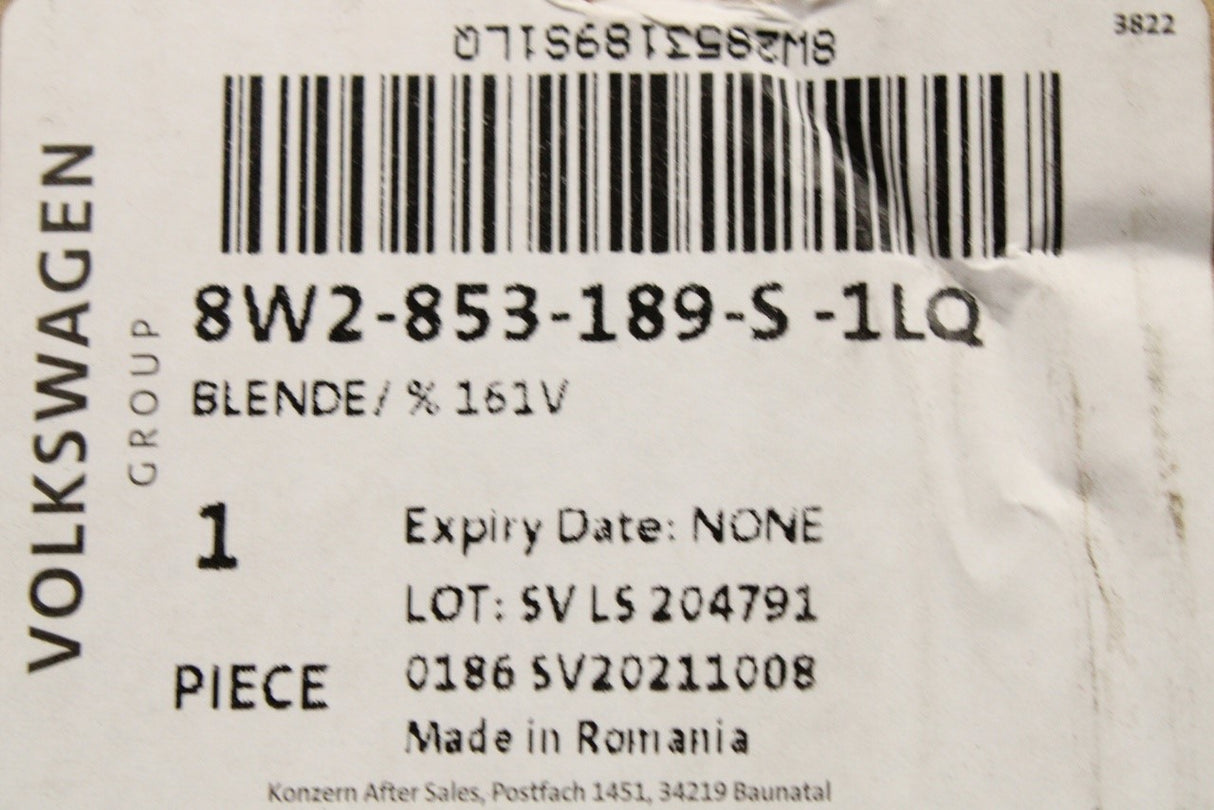 3822
8W2853189S1LQ
VOLKSWAGEN
GROUP
8W2-853-189-S -1LQ
BLENDE/ % 161V
1
PIECE
Expiry Date: NONE
LOT: SV LS 204791
0186 SV20211008
Made in Romania
Konzern After Sales, Postfach 1451, 34219 Baunatal